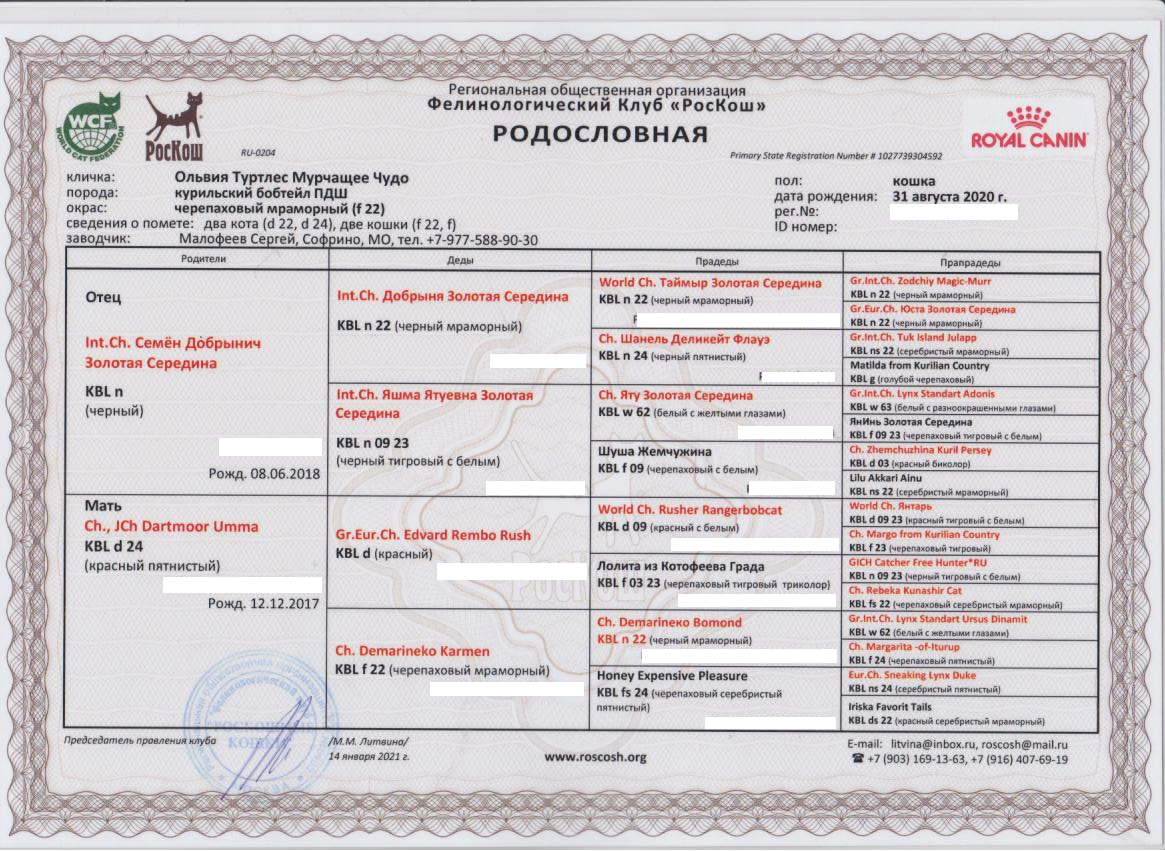 Региональная общественная организация
Фелинологический Клуб «РосКош»
РОДОСЛОВНАЯ
WCF
WORLD CAT FEDERATION
РосКош
RU-0204
Primary State Registration Number # 1027739304592
ROYAL CANIN
кличка: Ольвия Туртлес Мурчащее Чудо
порода: курильский бобтейл ПДШ
окрас: черепаховый мраморный (f 22)
сведения о помете: два кота (d 22, d 24), две кошки (f 22, f)
заводчик: Малофеев Сергей, Софрино, МО, тел. +7-977-588-90-30
пол: кошка
дата рождения: 31 августа 2020 г.
рег.№:
ID номер:
Родители
Деды
Прадеды
Прапрадеды
Отец
Int.Ch. Семён Добрынич
Золотая Середина
KBL n
(черный)
Рожд. 08.06.2018
Мать
Ch., JCh Dartmoor Umma
KBL d 24
(красный пятнистый)
Рожд. 12.12.2017
Int.Ch. Добрыня Золотая Середина
KBL n 22 (черный мраморный)
Int.Ch. Яшма Ятуевна Золотая
Середина
KBL n 09 23
(черный тигровый с белым)
Gr.Eur.Ch. Edvard Rembo Rush
KBL d (красный)
Ch. Demarineko Karmen
KBL f 22 (черепаховый мраморный)
World Ch. Таймыр Золотая Середина
KBL n 22 (черный мраморный)
Ch. Шанель Деликейт Флауэ
KBL n 24 (черный пятнистый)
Ch. Яту Золотая Середина
KBL w 62 (белый с желтыми глазами)
Шуша Жемчужина
KBL f 09 (черепаховый с белым)
World Ch. Rusher Rangerbobcat
KBL d 09 (красный с белым)
Лолита из Котофеева Града
KBL f 03 23 (черепаховый тигровый триколор)
Ch. Demarineko Bomond
KBL n 22 (черный мраморный)
Honey Expensive Pleasure
KBL fs 24 (черепаховый серебристый
пятнистый)
Gr.Int.Ch. Zodchiy Magic-Murr
KBL n 22 (черный мраморный)
Gr.Eur.Ch. Юста Золотая Середина
KBL n 22 (черный мраморный)
Gr.Int.Ch. Tuk Island Julapp
KBL ns 22 (серебристый мраморный)
Matilda from Kurilian Country
KBL g (голубой черепаховый)
Gr.Int.Ch. Lynx Standart Adonis
KBL w 63 (белый с разноокрашенными глазами)
ЯнИнь Золотая Середина
KBL f 09 23 (черепаховый тигровый с белым)
Ch. Zhemchuzhina Kuril Persey
KBL d 03 (красный биколор)
Lilu Akkari Ainu
KBL ns 22 (серебристый мраморный)
World Ch. Янтарь
KBL d 09 23 (красный тигровый с белым)
Ch. Margo from Kurilian Country
KBL f 23 (черепаховый тигровый)
GICH Catcher Free Hunter*RU
KBL n 09 23 (черный тигровый с белым)
Ch. Rebeka Kunashir Cat
KBL fs 22 (черепаховый серебристый мраморный)
Gr.Int.Ch. Lynx Standart Ursus Dinamit
KBL w 62 (белый с желтыми глазами)
Ch. Margarita -of-Iturup
KBL f 24 (черепаховый пятнистый)
Eur.Ch. Sneaking Lynx Duke
KBL ns 24 (серебристый пятнистый)
Iriska Favorit Tails
KBL ds 22 (красный серебристый мраморный)
Председатель правления клуба
/М.М. Литвина/
14 января 2021 г.
www.roscosh.org
E-mail: litvina@inbox.ru, roscosh@mail.ru
☎ +7 (903) 169-13-63, +7 (916) 407-69-19